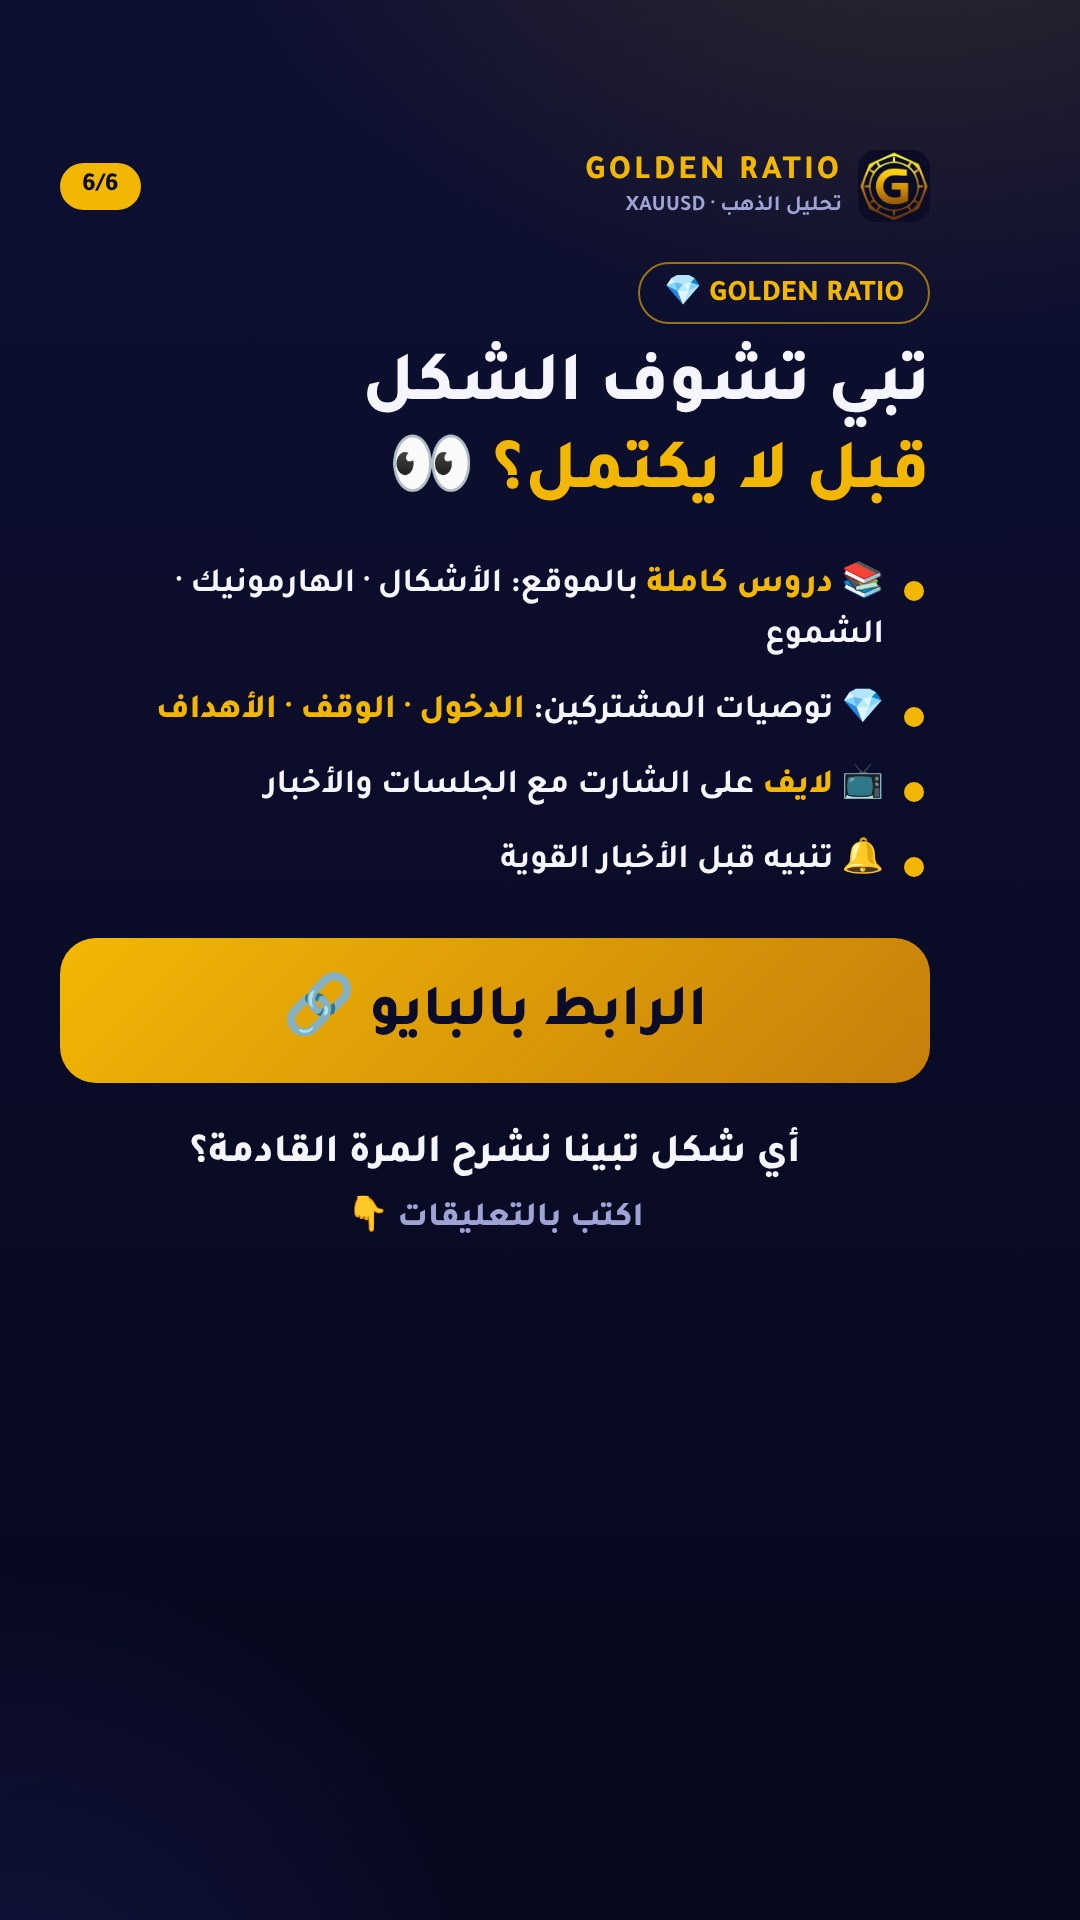 GOLDEN RATIO
تحليل الذهب · XAUUSD
6/6
GOLDEN RATIO 💎
تبي تشوف الشكل
قبل لا يكتمل؟ 👀
📚 دروس كاملة بالموقع: الأشكال · الهارمونيك ·
الشموع
💎 توصيات المشتركين: الدخول · الوقف · الأهداف
📺 لايف على الشارت مع الجلسات والأخبار
🔔 تنبيه قبل الأخبار القوية
الرابط بالبايو 🔗
أي شكل تبينا نشرح المرة القادمة؟
اكتب بالتعليقات 👇